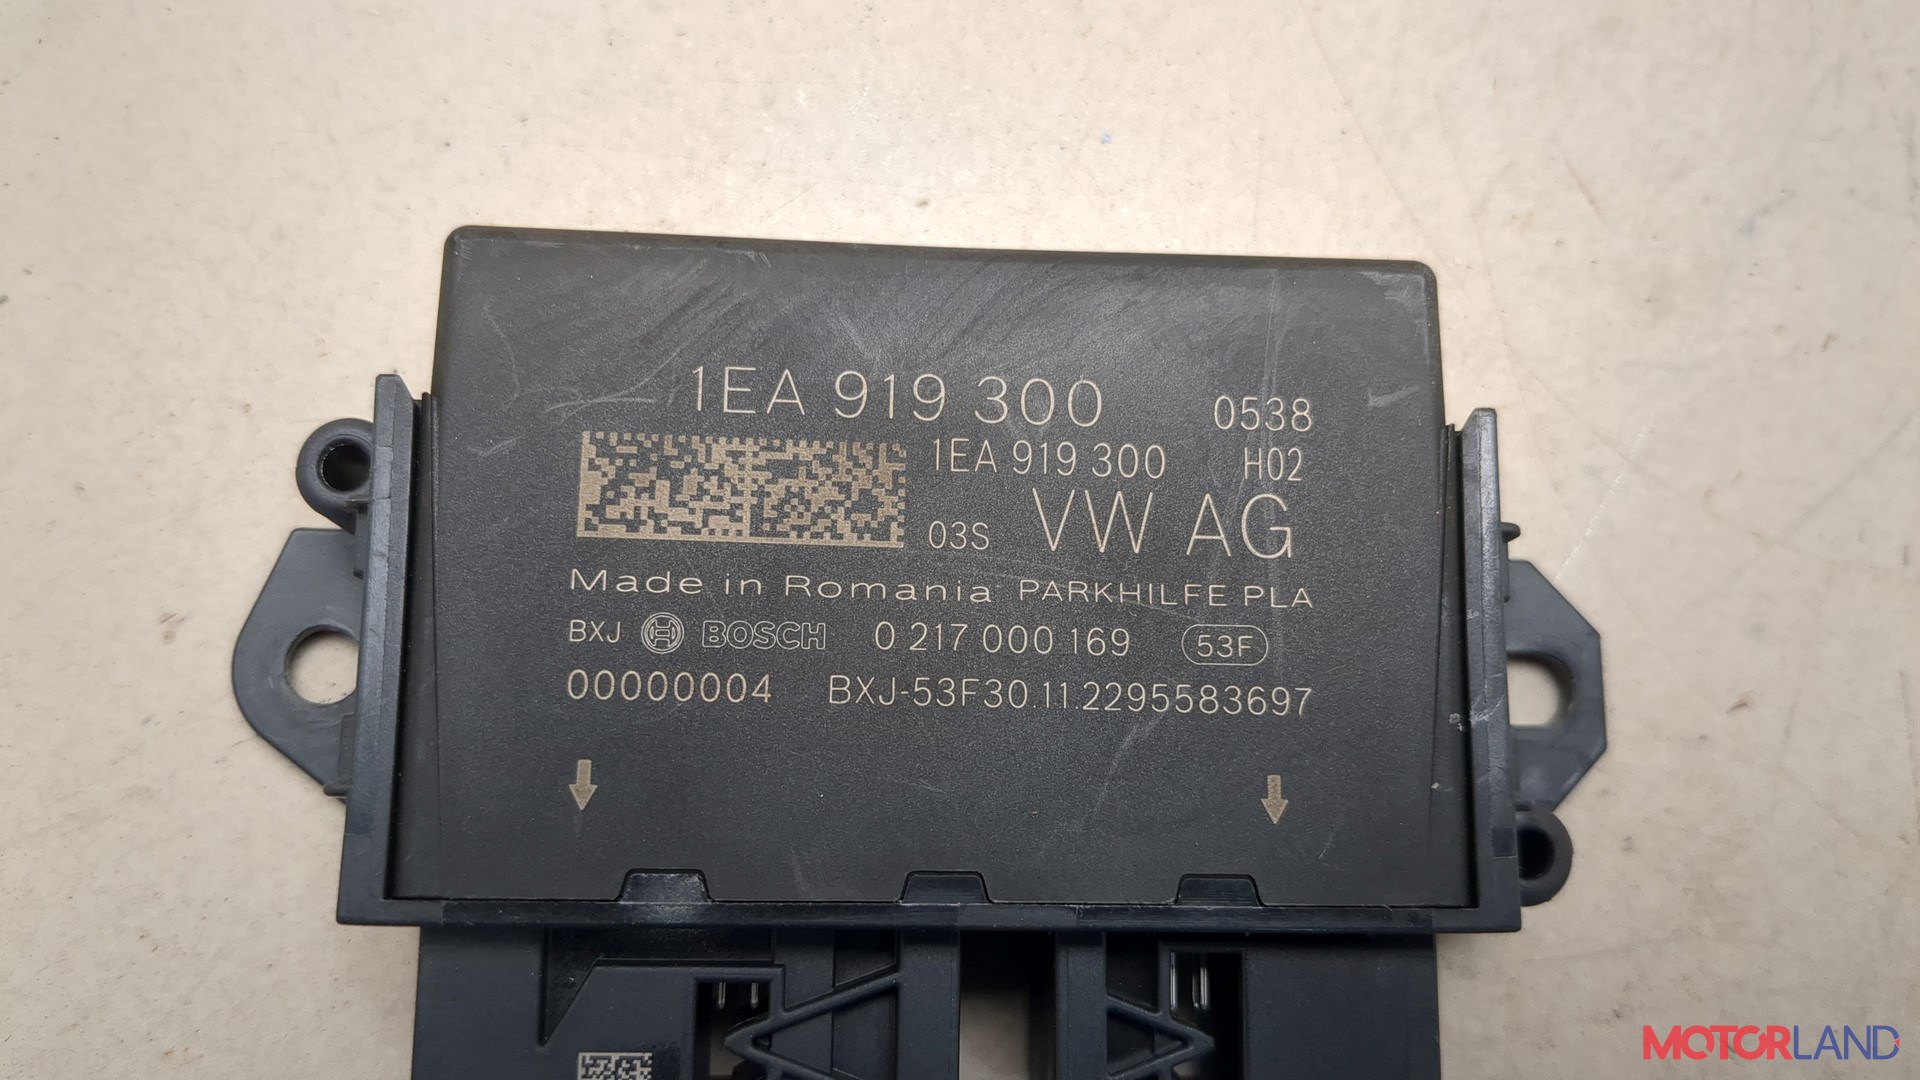 1EA 919 300 0538
1EA 919 300 H02
03S VW AG
Made in Romania PARKHILFE PLA
BXJ BOSCH 0 217 000 169 53F
00000004 BXJ-53F30.11.2295583697
MOTORLAND